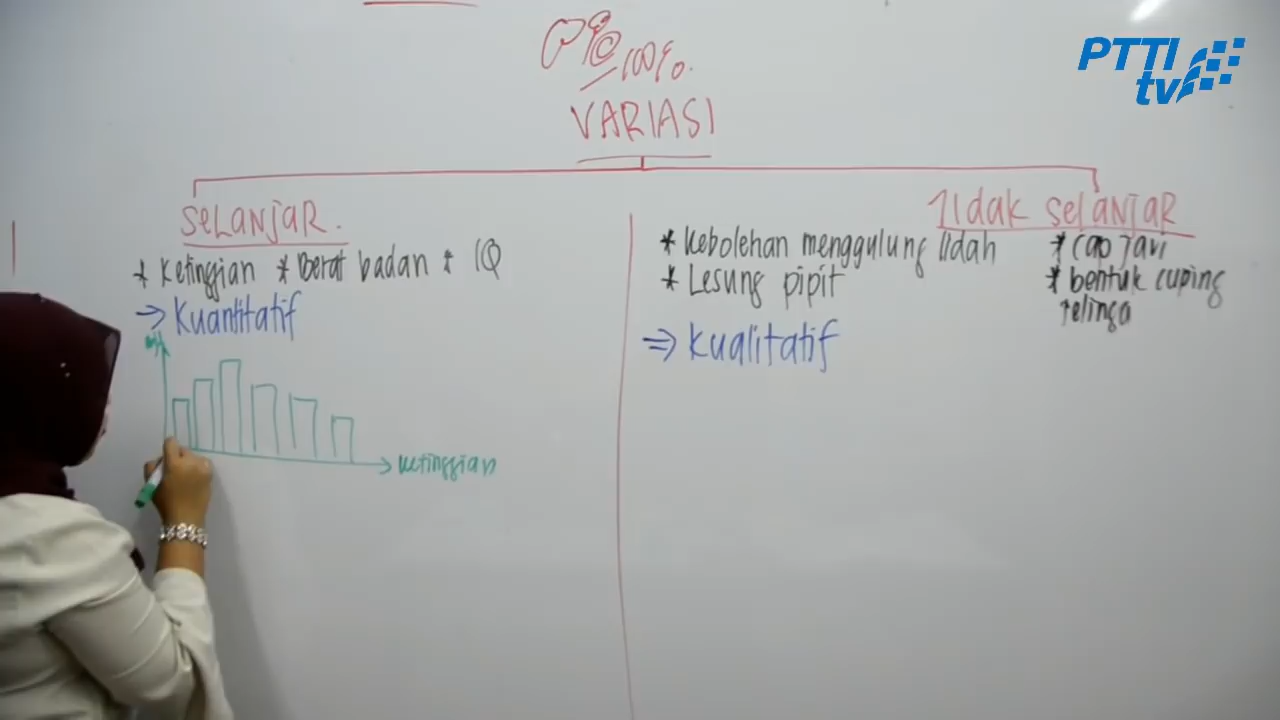 PTTI
tv
100%
VARIASI
SELANJAR.
* Ketinggian * Berat badan * IQ
⇒ Kuantitatif
Ketinggian
Tidak SELANJAR
* Kebolehan menggulung lidah
* Lesung pipit
* Cap Jari
* bentuk cuping
Telinga
⇒ Kualitatif